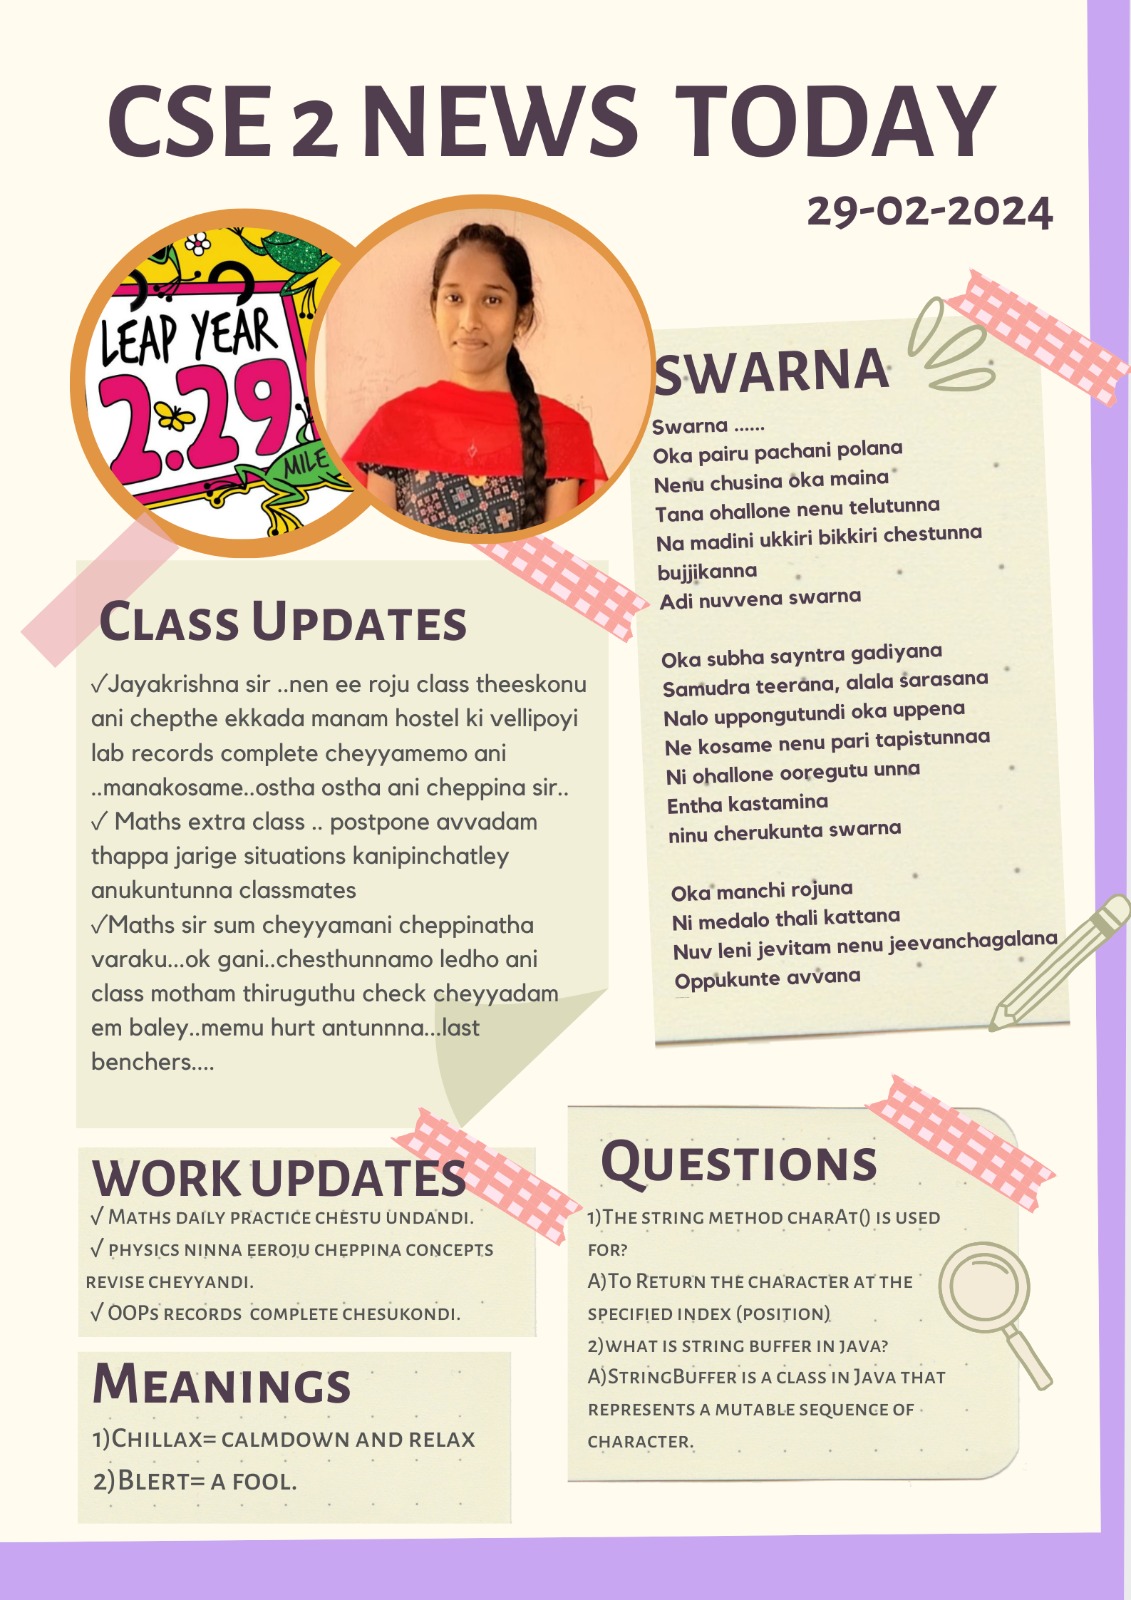 CSE 2 NEWS TODAY
29-02-2024
LEAP YEAR
2.29
MILE
SWARNA
Swarna ......
Oka pairu pachani polana
Nenu chusina oka maina
Tana ohallone nenu telutunna
Na madini ukkiri bikkiri chestunna
bujjikanna
Adi nuvvena swarna
Oka subha sayntra gadiyana
Samudra teerana, alala sarasana
Nalo uppongutundi oka uppena
Ne kosame nenu pari tapistunnaa
Ni ohallone ooregutu unna
Entha kastamina
ninu cherukunta swarna
Oka manchi rojuna
Ni medalo thali kattana
Nuv leni jevitam nenu jeevanchagalana
Oppukunte avvana
CLASS UPDATES
✓Jayakrishna sir ..nen ee roju class theeskonu
ani chepthe ekkada manam hostel ki vellipoyi
lab records complete cheyyamemo ani
..manakosame..ostha ostha ani cheppina sir..
✓ Maths extra class .. postpone avvadam
thappa jarige situations kanipinchatley
anukuntunna classmates
✓Maths sir sum cheyyamani cheppinatha
varaku...ok gani..chesthunnamo ledho ani
class motham thiruguthu check cheyyadam
em baley..memu hurt antunnna...last
benchers....
WORK UPDATES
✓ MATHS DAILY PRACTICE CHESTU UNDANDI.
✓ PHYSICS NINNA EEROJU CHEPPINA CONCEPTS
REVISE CHEYYANDI.
✓ OOPS RECORDS COMPLETE CHESUKONDI.
MEANINGS
1)CHILLAX= CALMDOWN AND RELAX
2)BLERT= A FOOL.
QUESTIONS
1)THE STRING METHOD CHARAT() IS USED
FOR?
A)TO RETURN THE CHARACTER AT THE
SPECIFIED INDEX (POSITION)
2)WHAT IS STRING BUFFER IN JAVA?
A)STRINGBUFFER IS A CLASS IN JAVA THAT
REPRESENTS A MUTABLE SEQUENCE OF
CHARACTER.